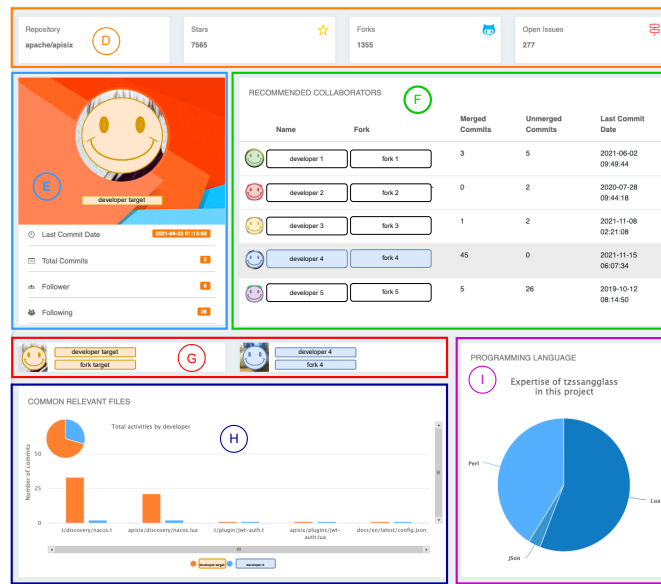 Repository
apache/apisix
D
Stars
7565
Forks
1355
Open Issues
277
E
developer target
Last Commit Date
2021-04-23 01:13:50
Total Commits
2
Follower
Following
RECOMMENDED COLLABORATORS
F
Name Fork Merged Commits Unmerged Commits Last Commit Date
developer 1 fork 1 3 5 2021-06-02 09:49:44
developer 2 fork 2 0 2 2020-07-28 09:44:18
developer 3 fork 3 1 2 2021-11-08 02:21:08
developer 4 fork 4 45 0 2021-11-15 06:07:34
developer 5 fork 5 5 26 2019-10-12 08:14:50
developer target
fork target
G
developer 4
fork 4
COMMON RELEVANT FILES
Total activities by developer
H
Number of commits
50
25
0
t/discovery/nacos.t
apisix/discovery/nacos.lua
t/plugin/jwt-auth.t
apisix/plugins/jwt-
auth.lua
docs/en/latest/config.json
developer target
developer 4
PROGRAMMING LANGUAGE
I
Expertise of tzssangglass
in this project
Perl
Lua
JSon